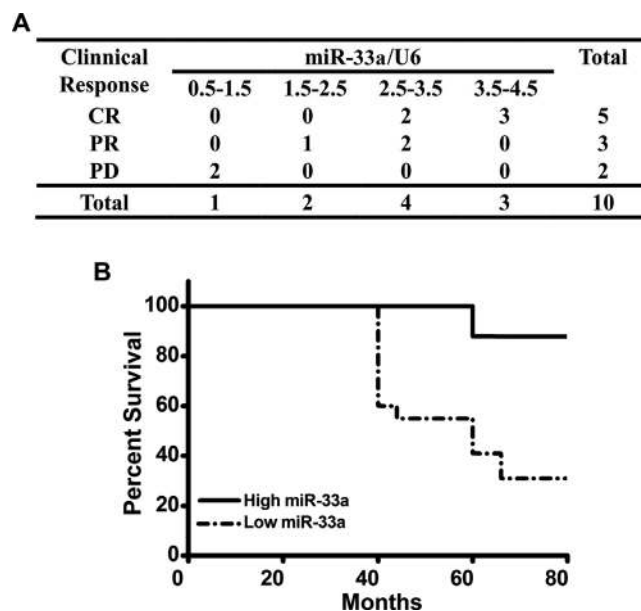 A
Clinnical miR-33a/U6 Total
Response 0.5-1.5 1.5-2.5 2.5-3.5 3.5-4.5
CR 0 0 2 3 5
PR 0 1 2 0 3
PD 2 0 0 0 2
Total 1 2 4 3 10
B
Percent Survival
100
80
60
40
20
0
High miR-33a
Low miR-33a
0 20 40 60 80
Months